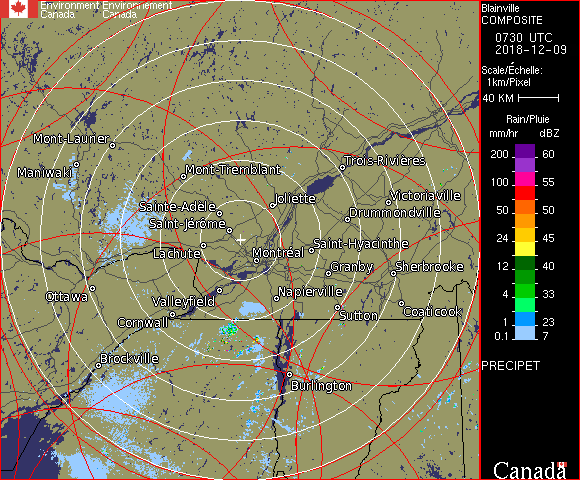 Environment Environnement
Canada Canada
Blainville
COMPOSITE
0730 UTC
2018-12-09
Scale/Échelle:
1km/Pixel
40 KM
Rain/Pluie
mm/hr dBZ
200 60
100 55
50 50
24 45
12 40
4 33
1 23
0.1 7
PRECIPET
Canada
Mont-Laurier
Maniwaki
Mont-Tremblant
Trois-Rivières
Sainte-Adèle
Joliette
Victoriaville
Drummondville
Saint-Jérôme
Lachute
Montréal
Saint-Hyacinthe
Granby
Sherbrooke
Ottawa
Valleyfield
Napierville
Cornwall
Sutton
Coaticook
Brockville
Burlington